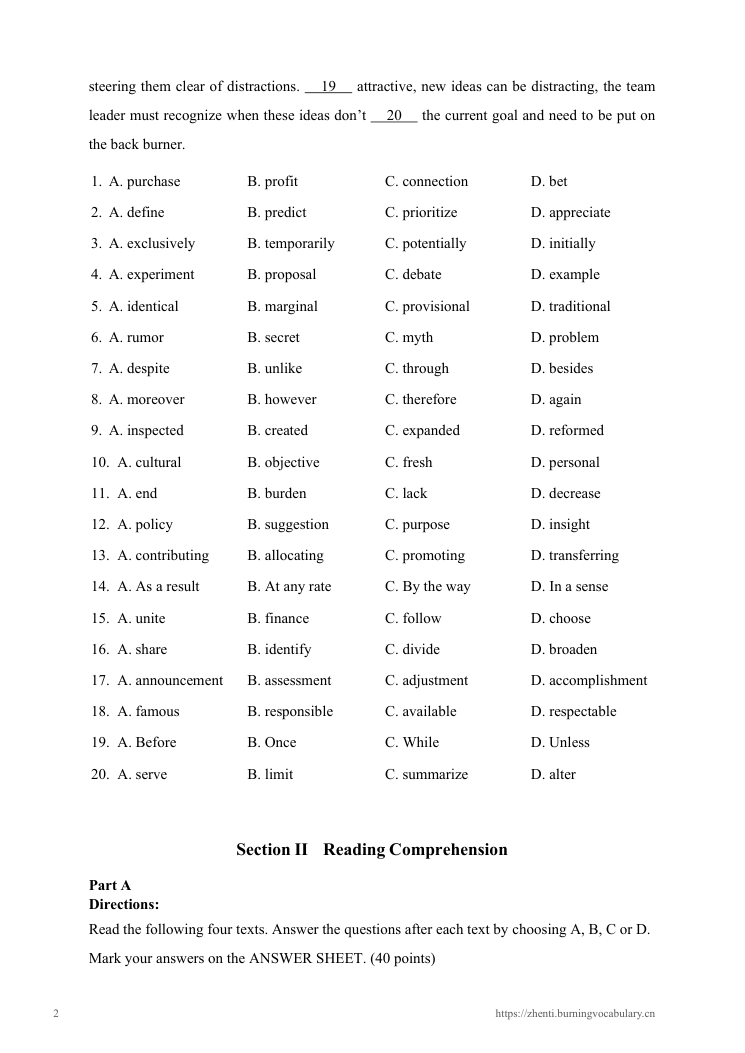 steering them clear of distractions. 19 attractive, new ideas can be distracting, the team
leader must recognize when these ideas don’t 20 the current goal and need to be put on
the back burner.
1. A. purchase B. profit C. connection D. bet
2. A. define B. predict C. prioritize D. appreciate
3. A. exclusively B. temporarily C. potentially D. initially
4. A. experiment B. proposal C. debate D. example
5. A. identical B. marginal C. provisional D. traditional
6. A. rumor B. secret C. myth D. problem
7. A. despite B. unlike C. through D. besides
8. A. moreover B. however C. therefore D. again
9. A. inspected B. created C. expanded D. reformed
10. A. cultural B. objective C. fresh D. personal
11. A. end B. burden C. lack D. decrease
12. A. policy B. suggestion C. purpose D. insight
13. A. contributing B. allocating C. promoting D. transferring
14. A. As a result B. At any rate C. By the way D. In a sense
15. A. unite B. finance C. follow D. choose
16. A. share B. identify C. divide D. broaden
17. A. announcement B. assessment C. adjustment D. accomplishment
18. A. famous B. responsible C. available D. respectable
19. A. Before B. Once C. While D. Unless
20. A. serve B. limit C. summarize D. alter
Section II Reading Comprehension
Part A
Directions:
Read the following four texts. Answer the questions after each text by choosing A, B, C or D.
Mark your answers on the ANSWER SHEET. (40 points)
2 https://zhenti.burningvocabulary.cn